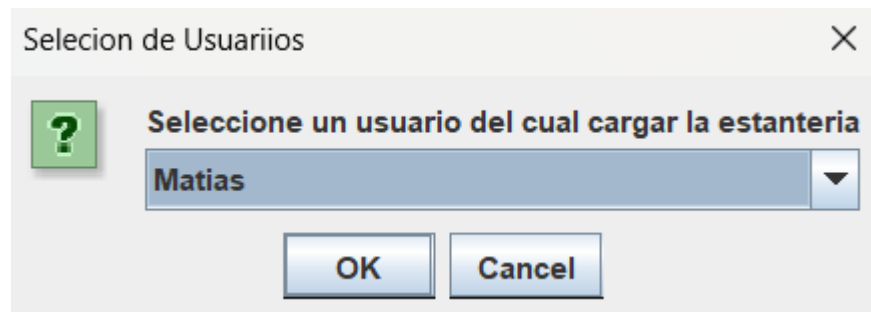 Selecion de Usuariios
Seleccione un usuario del cual cargar la estanteria
Matias
OK Cancel